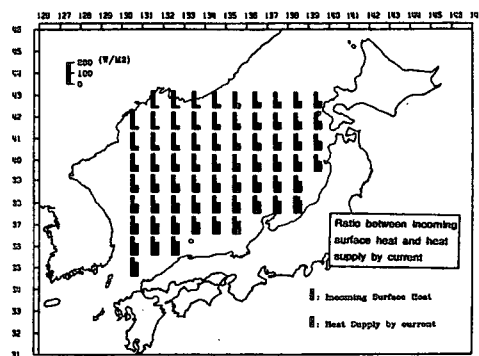 126 127 128 129 130 131 132 133 134 135 136 137 138 139 140 141 142 143 144 145 146
46
45
44
43
42
41
40
39
38
37
36
35
34
33
32
31
200 (W/M2)
100
0
Ratio between incoming
surface heat and heat
supply by current
: Incoming Surface Heat
: Heat Supply by current